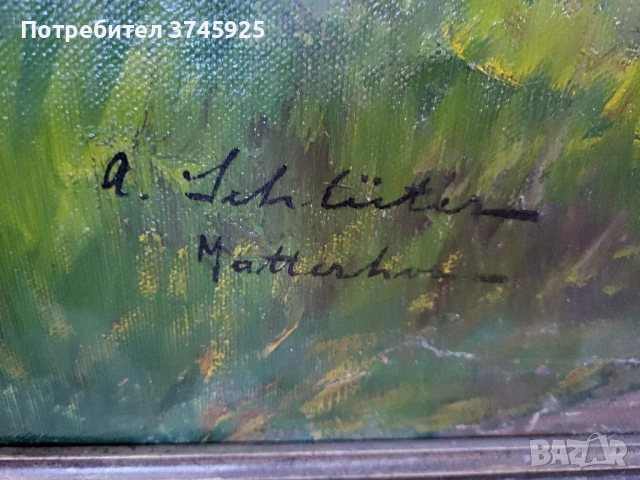 Потребител 3745925
A. Schlüter
Matterhorn
BAZAR